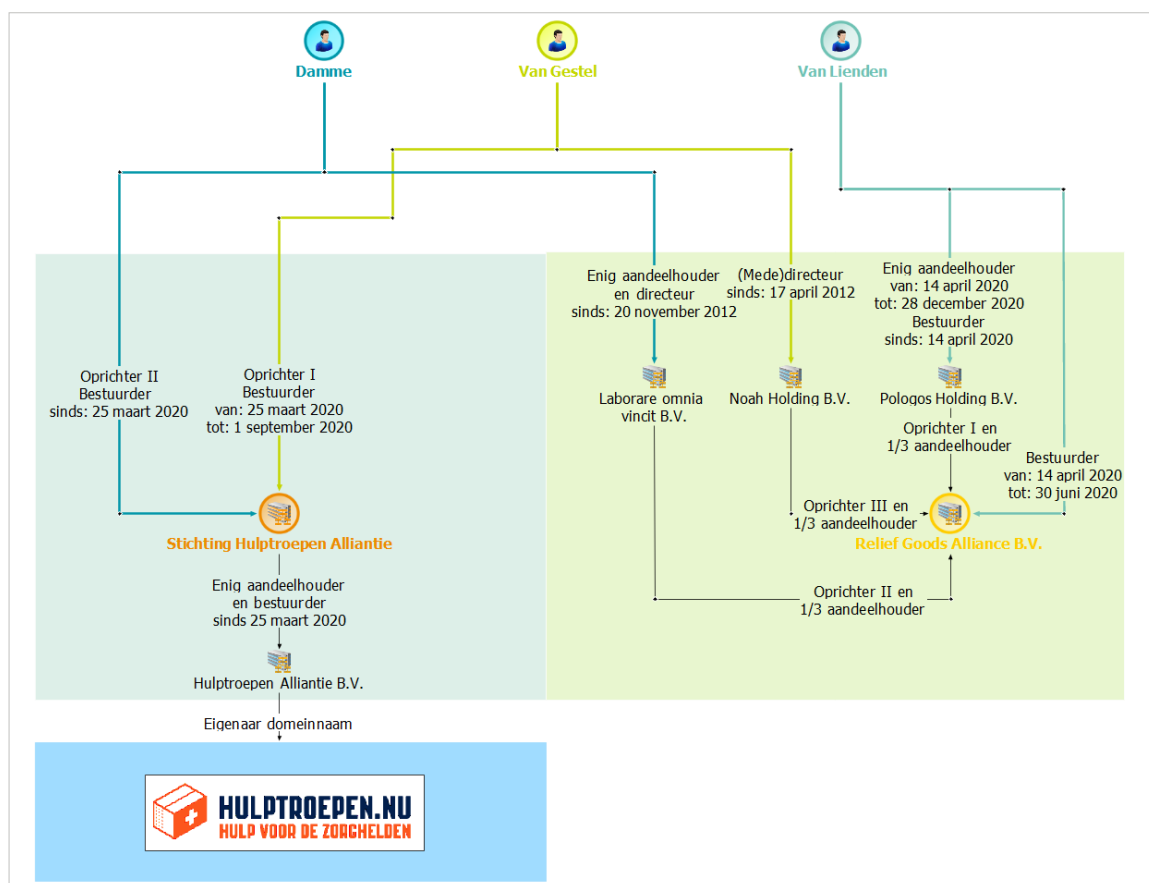 Damme
Van Gestel
Van Lienden
Enig aandeelhouder
en directeur
sinds: 20 november 2012
(Mede)directeur
sinds: 17 april 2012
Enig aandeelhouder
van: 14 april 2020
tot: 28 december 2020
Bestuurder
sinds: 14 april 2020
Oprichter II
Bestuurder
sinds: 25 maart 2020
Oprichter I
Bestuurder
van: 25 maart 2020
tot: 1 september 2020
Laborare omnia
vincit B.V.
Noah Holding B.V.
Pologos Holding B.V.
Oprichter I en
1/3 aandeelhouder
Bestuurder
van: 14 april 2020
tot: 30 juni 2020
Oprichter III en
1/3 aandeelhouder
Stichting Hulptroepen Alliantie
Relief Goods Alliance B.V.
Enig aandeelhouder
en bestuurder
sinds 25 maart 2020
Oprichter II en
1/3 aandeelhouder
Hulptroepen Alliantie B.V.
Eigenaar domeinnaam
HULPTROEPEN.NU
HULP VOOR DE ZORGHELDEN